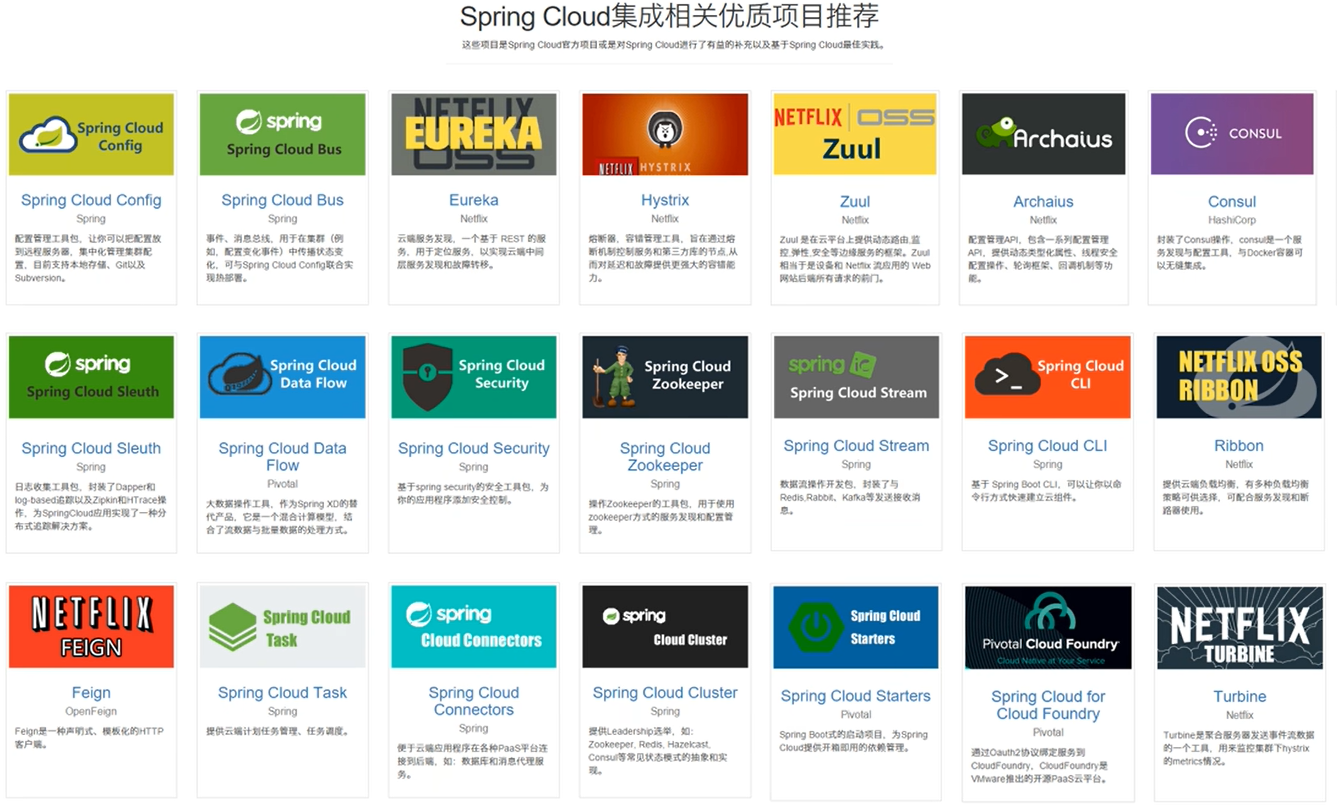 Spring Cloud集成相关优质项目推荐
这些项目是Spring Cloud官方项目或是对Spring Cloud进行了有益的补充以及基于Spring Cloud最佳实践。
Spring Cloud
Config
Spring Cloud Config
Spring
配置管理工具包，让你可以把配置放
到远程服务器，集中化管理集群配
置，目前支持本地存储、Git以及
Subversion。
spring
Spring Cloud Bus
Spring Cloud Bus
Spring
事件、消息总线，用于在集群（例
如，配置变化事件）中传播状态变
化，可与Spring Cloud Config联合实
现热部署。
NETFLIX
EUREKA
OSS
Eureka
Netflix
云端服务发现，一个基于 REST 的服
务，用于定位服务，以实现云端中间
层服务发现和故障转移。
NETFLIX HYSTRIX
Hystrix
Netflix
熔断器，容错管理工具，旨在通过熔
断机制控制服务和第三方库的节点,从
而对延迟和故障提供更强大的容错能
力。
NETFLIX OSS
Zuul
Zuul
Netflix
Zuul 是在云平台上提供动态路由,监
控,弹性,安全等边缘服务的框架。Zuul
相当于是设备和 Netflix 流应用的 Web
网站后端所有请求的前门。
Archaius
Archaius
Netflix
配置管理API，包含一系列配置管理
API，提供动态类型化属性、线程安全
配置操作、轮询框架、回调机制等功
能。
CONSUL
Consul
HashiCorp
封装了Consul操作，consul是一个服
务发现与配置工具，与Docker容器可
以无缝集成。
spring
Spring Cloud Sleuth
Spring Cloud Sleuth
Spring
日志收集工具包，封装了Dapper和
log-based追踪以及Zipkin和HTrace操
作，为SpringCloud应用实现了一种分
布式追踪解决方案。
Spring Cloud
Data Flow
Spring Cloud Data
Flow
Pivotal
大数据操作工具，作为Spring XD的替
代产品，它是一个混合计算模型，结
合了流数据与批量数据的处理方式。
Spring Cloud
Security
Spring Cloud Security
Spring
基于spring security的安全工具包，为
你的应用程序添加安全控制。
Spring Cloud
Zookeeper
Spring Cloud
Zookeeper
Spring
操作Zookeeper的工具包，用于使用
zookeeper方式的服务发现和配置管
理。
spring
Spring Cloud Stream
Spring Cloud Stream
Spring
数据流操作开发包，封装了与
Redis,Rabbit、Kafka等发送接收消
息。
Spring Cloud
CLI
Spring Cloud CLI
Spring
基于 Spring Boot CLI，可以让你以命
令行方式快速建立云组件。
NETFLIX OSS
RIBBON
Ribbon
Netflix
提供云端负载均衡，有多种负载均衡
策略可供选择，可配合服务发现和断
路器使用。
NETFLIX
FEIGN
Feign
OpenFeign
Feign是一种声明式、模板化的HTTP
客户端。
Spring Cloud
Task
Spring Cloud Task
Spring
提供云端计划任务管理、任务调度。
spring
Cloud Connectors
Spring Cloud
Connectors
Spring
便于云端应用程序在各种PaaS平台连
接到后端，如：数据库和消息代理服
务。
spring
Cloud Cluster
Spring Cloud Cluster
Spring
提供Leadership选举，如：
Zookeeper, Redis, Hazelcast,
Consul等常见状态模式的抽象和实
现。
Spring Cloud
Starters
Spring Cloud Starters
Pivotal
Spring Boot式的启动项目，为Spring
Cloud提供开箱即用的依赖管理。
Pivotal Cloud Foundry
Cloud Native at Your Service
Spring Cloud for
Cloud Foundry
Pivotal
通过Oauth2协议绑定服务到
CloudFoundry，CloudFoundry是
VMware推出的开源PaaS云平台。
NETFLIX
TURBINE
Turbine
Netflix
Turbine是聚合服务器发送事件流数据
的一个工具，用来监控集群下hystrix
的metrics情况。